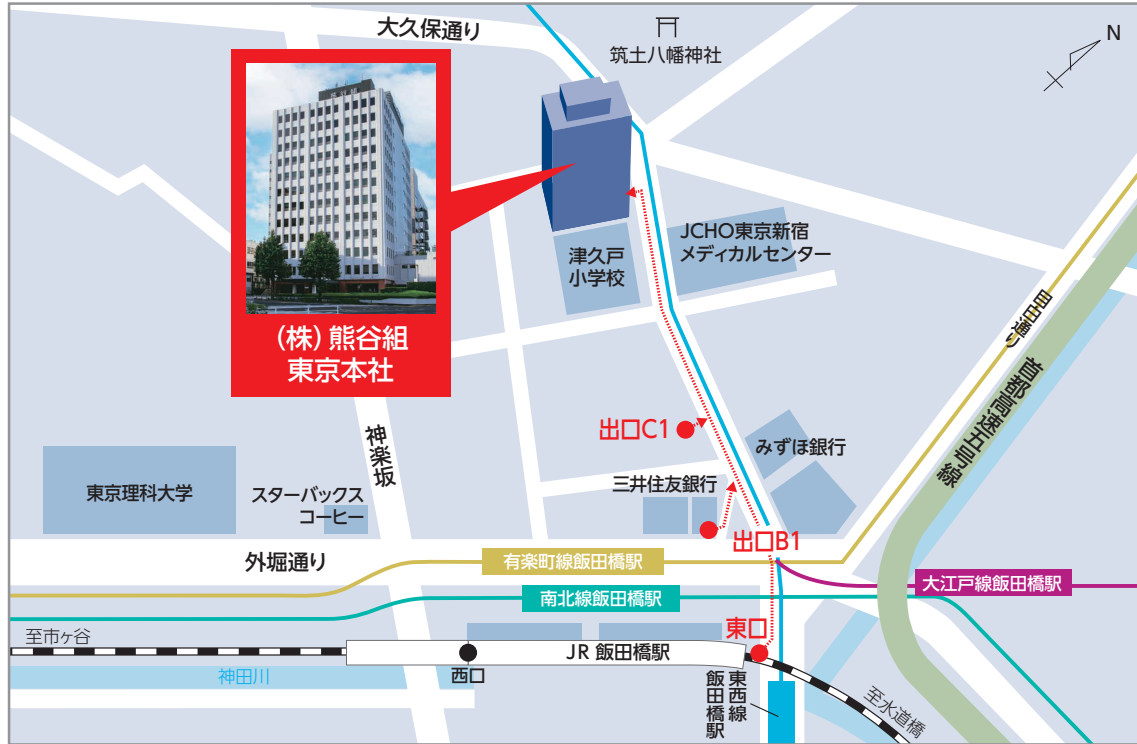 大久保通り
筑土八幡神社
N
熊谷組
JCHO東京新宿
メディカルセンター
津久戸
小学校
(株)熊谷組
東京本社
目白通り
首都高速五号線
出口C1
神楽坂
みずほ銀行
東京理科大学
スターバックス
コーヒー
三井住友銀行
出口B1
外堀通り
有楽町線飯田橋駅
大江戸線飯田橋駅
南北線飯田橋駅
至市ヶ谷
東口
JR 飯田橋駅
西口
神田川
東西線
飯田橋駅
至水道橋